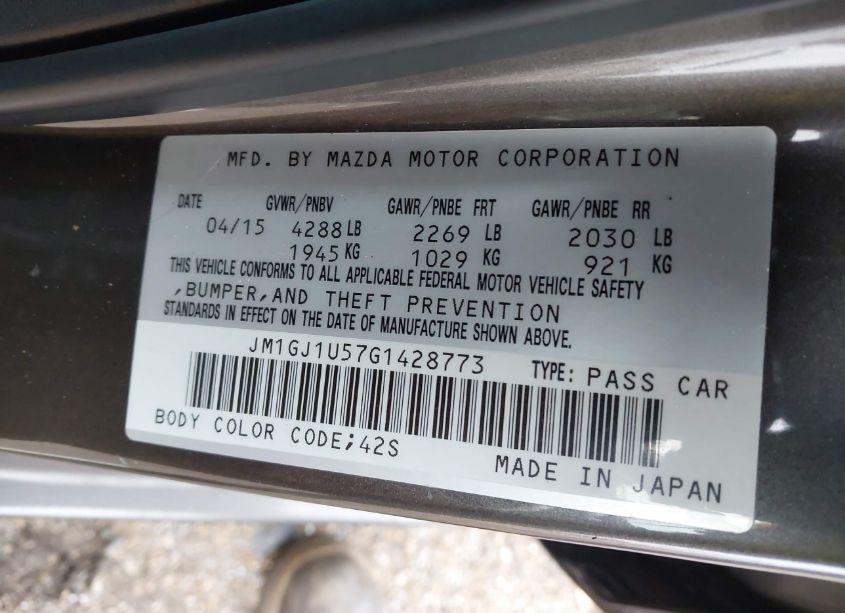 MFD. BY MAZDA MOTOR CORPORATION
DATE GVWR/PNBV GAWR/PNBE FRT GAWR/PNBE RR
04/15 4288 LB 2269 LB 2030 LB
1945 KG 1029 KG 921 KG
THIS VEHICLE CONFORMS TO ALL APPLICABLE FEDERAL MOTOR VEHICLE SAFETY
,BUMPER,AND THEFT PREVENTION
STANDARDS IN EFFECT ON THE DATE OF MANUFACTURE SHOWN ABOVE.
JM1GJ1U57G1428773 TYPE: PASS CAR
BODY COLOR CODE;42S
MADE IN JAPAN